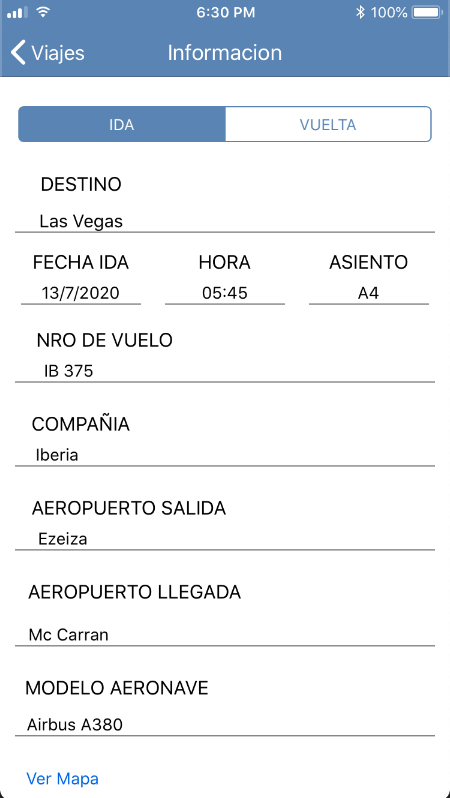 6:30 PM 100%
Viajes Informacion
IDA VUELTA
DESTINO
Las Vegas
FECHA IDA HORA ASIENTO
13/7/2020 05:45 A4
NRO DE VUELO
IB 375
COMPAÑIA
Iberia
AEROPUERTO SALIDA
Ezeiza
AEROPUERTO LLEGADA
Mc Carran
MODELO AERONAVE
Airbus A380
Ver Mapa